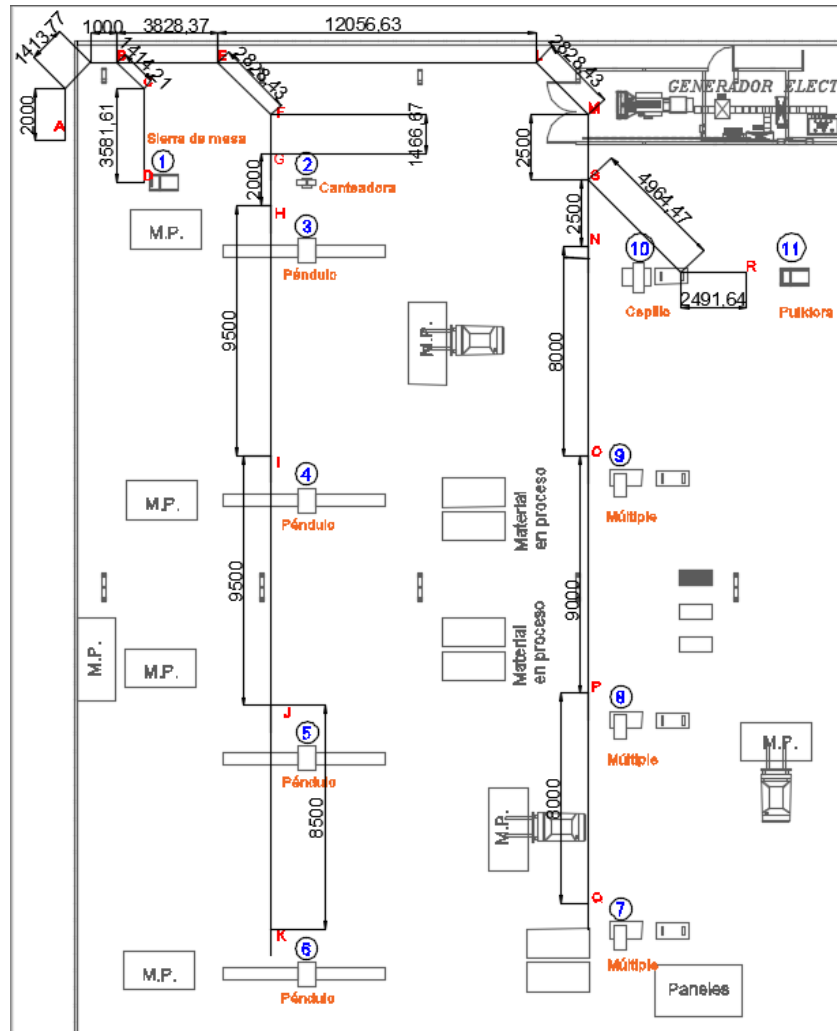 1413,77
1000
3828,37
12056,63
B
E
L
1414,21
2828,43
2828,43
C
GENERADOR ELECT
2000
A
F
M
3581,61
Sierra de mesa
1466,67
2500
1
D
G
2
Canteadora
S
4964,47
2000
H
2500
M.P.
3
Péndulo
N
10
R
11
Cepillo
2491,64
Pulidora
9500
8000
M.P.
I
O
4
9
M.P.
Péndulo
Material
en proceso
Múltiple
9500
9000
M.P.
M.P.
Material
en proceso
J
P
5
8
Péndulo
Múltiple
M.P.
8500
M.P.
8000
Q
7
K
6
M.P.
Péndulo
Múltiple
Paneles